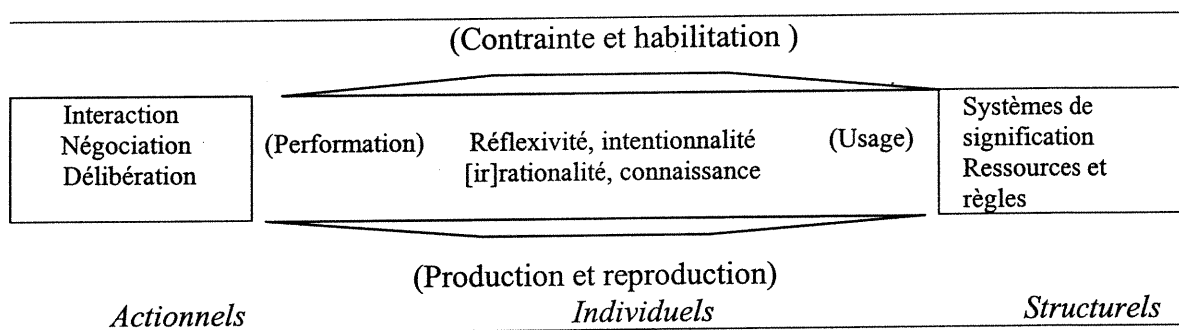 (Contrainte et habilitation )
Interaction
Négociation
Délibération
(Performation)
Réflexivité, intentionnalité
[ir]rationalité, connaissance
(Usage)
Systèmes de
signification
Ressources et
règles
(Production et reproduction)
Actionnels
Individuels
Structurels